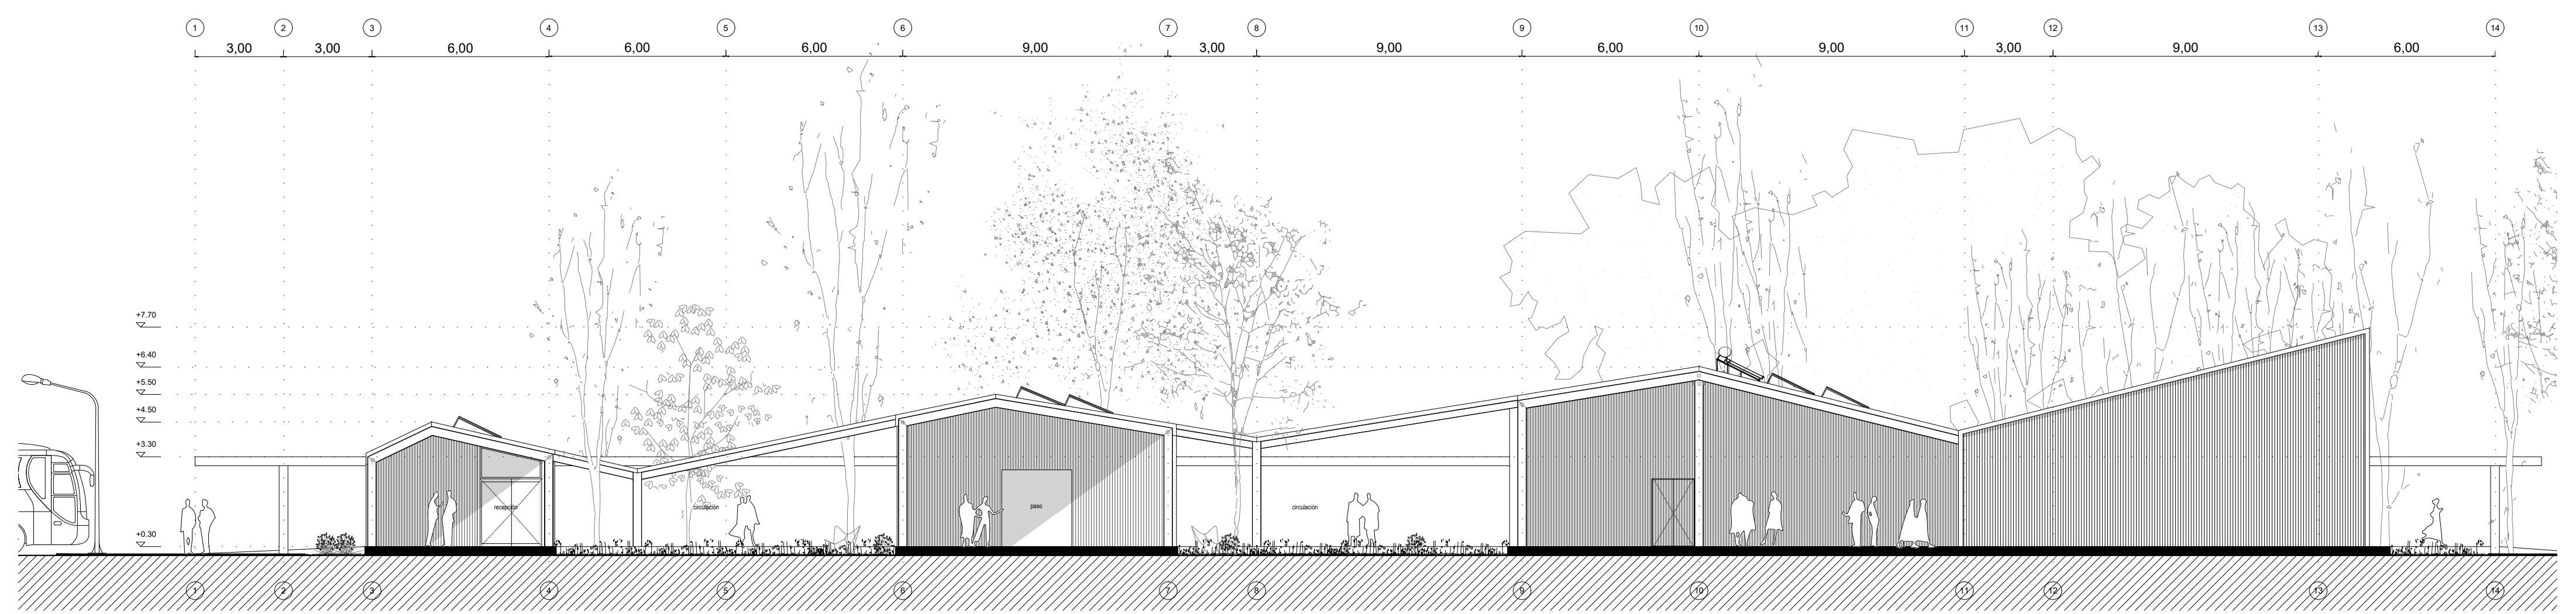 1 2 3 4 5 6 7 8 9 10 11 12 13 14
3,00 3,00 6,00 6,00 6,00 9,00 3,00 9,00 6,00 9,00 3,00 9,00 6,00
+7.70
+6.40
+5.50
+4.50
+3.30
+0.30
recepción circulación paso circulación
1 2 3 4 5 6 7 8 9 10 11 12 13 14